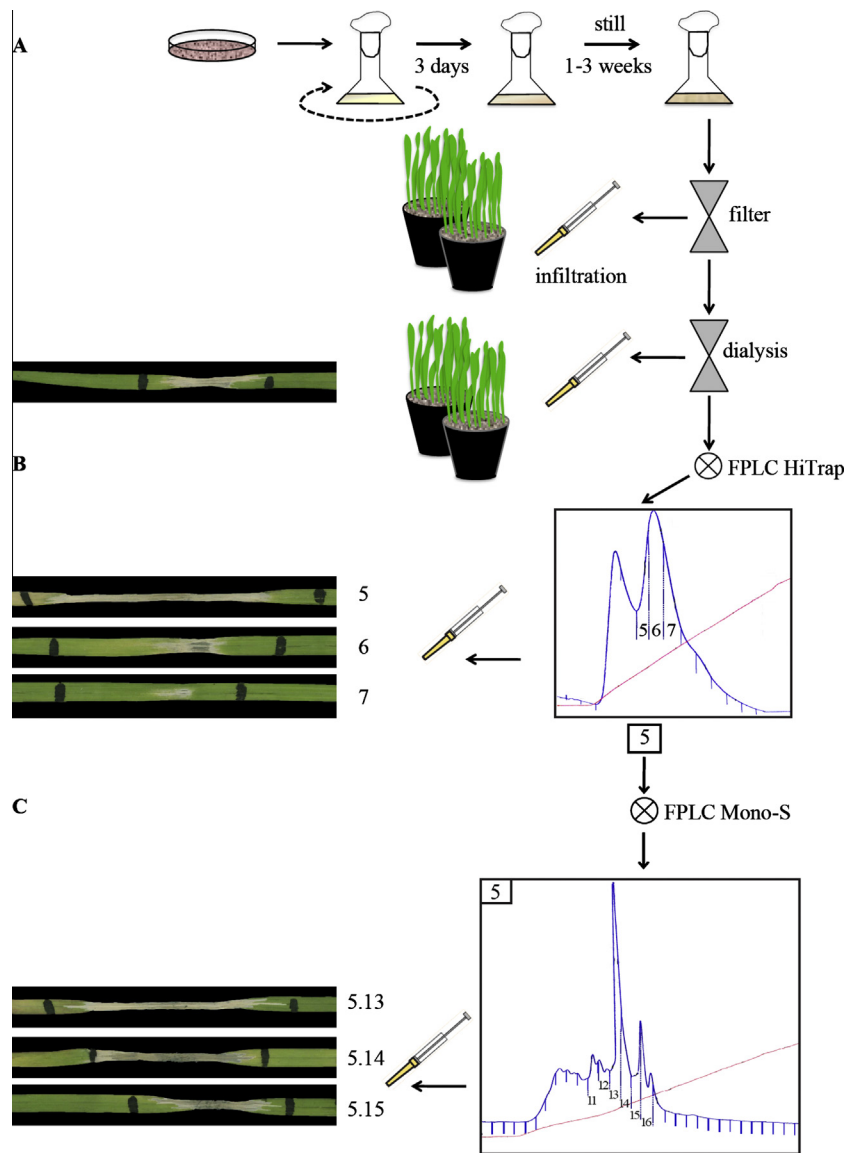 A
still
3 days
1-3 weeks
filter
infiltration
dialysis
B
FPLC HiTrap
5
6
7
5 6 7
5
C
FPLC Mono-S
5
5.13
5.14
5.15
11
12
13
14
15
16